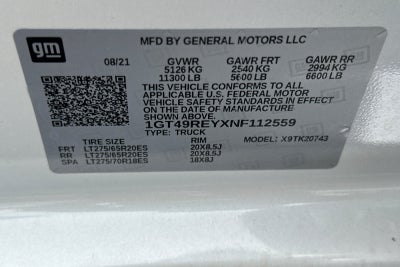 gm
MFD BY GENERAL MOTORS LLC
08/21 GVWR GAWR FRT GAWR RR
5126 KG 2540 KG 2994 KG
11300 LB 5600 LB 6600 LB
THIS VEHICLE CONFORMS TO ALL APPLICABLE
U.S. FEDERAL MOTOR
VEHICLE SAFETY STANDARDS IN EFFECT ON
THE DATE OF MANUFACTURE
SHOWN ABOVE.
1GT49REYXNF112559
TYPE: TRUCK MODEL: X9TK20743
TIRE SIZE RIM
FRT LT275/65R20ES 20X8.5J
RR LT275/65R20ES 20X8.5J
SPA LT275/70R18ES 18X8J